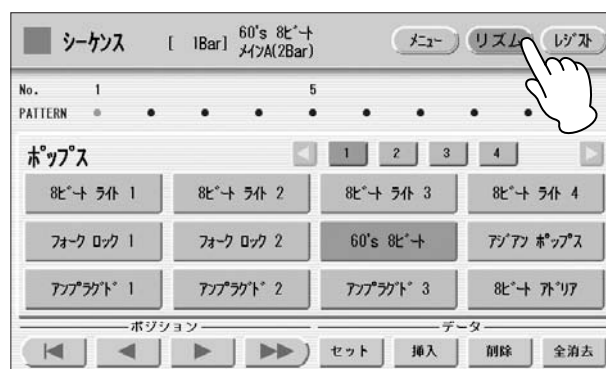 シーケンス [ 1Bar] 60's 8ビート メインA(2Bar) メニュー リズム レジスト
No. 1 5
PATTERN
ポップス 1 2 3 4
8ビート ライト 1 8ビート ライト 2 8ビート ライト 3 8ビート ライト 4
フォーク ロック 1 フォーク ロック 2 60's 8ビート アジアン ポップス
アンプラグド 1 アンプラグド 2 アンプラグド 3 8ビート アドリア
ポジション データ
セット 挿入 削除 全消去